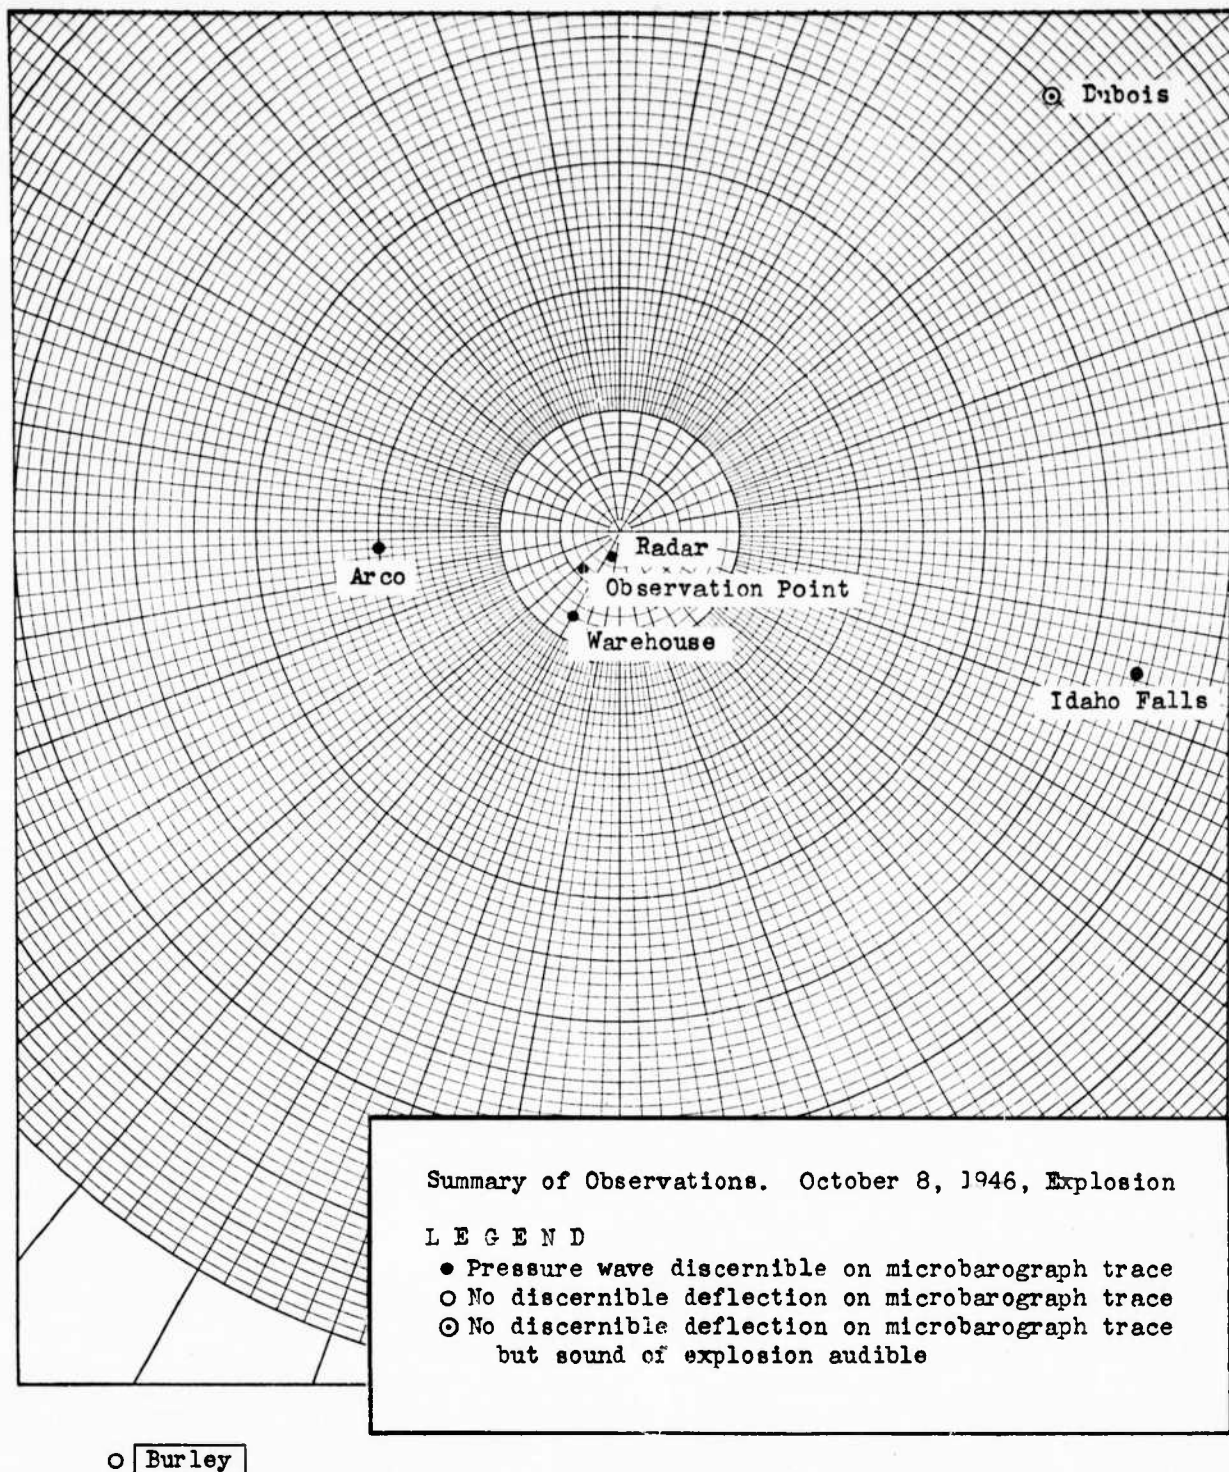 Dubois
Radar
Arco
Observation Point
Warehouse
Idaho Falls
Summary of Observations. October 8, 1946, Explosion
LEGEND
Pressure wave discernible on microbarograph trace
No discernible deflection on microbarograph trace
No discernible deflection on microbarograph trace
but sound of explosion audible
Burley